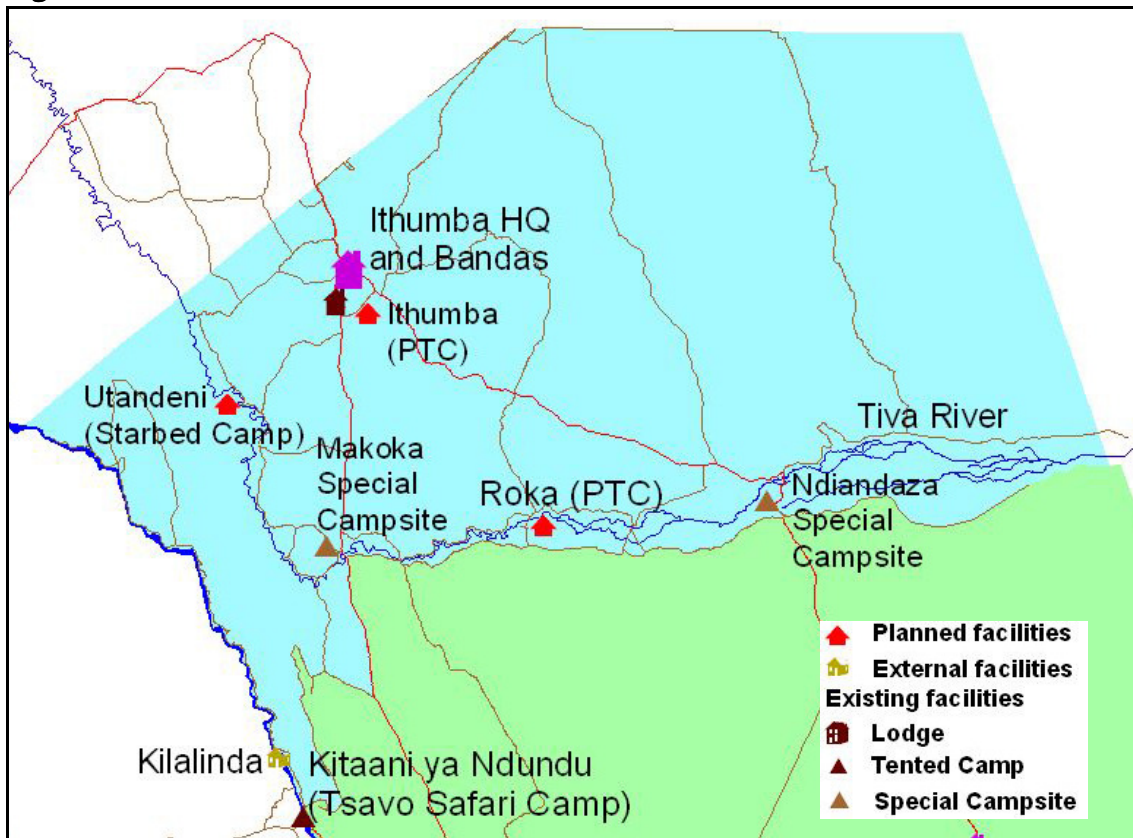 Ithumba HQ
and Bandas
Ithumba
(PTC)
Utandeni
(Starbed Camp)
Tiva River
Makoka
Special
Campsite
Roka (PTC)
Ndiandaza
Special
Campsite
Kilalinda
Kitaani ya Ndundu
(Tsavo Safari Camp)
Planned facilities
External facilities
Existing facilities
Lodge
Tented Camp
Special Campsite